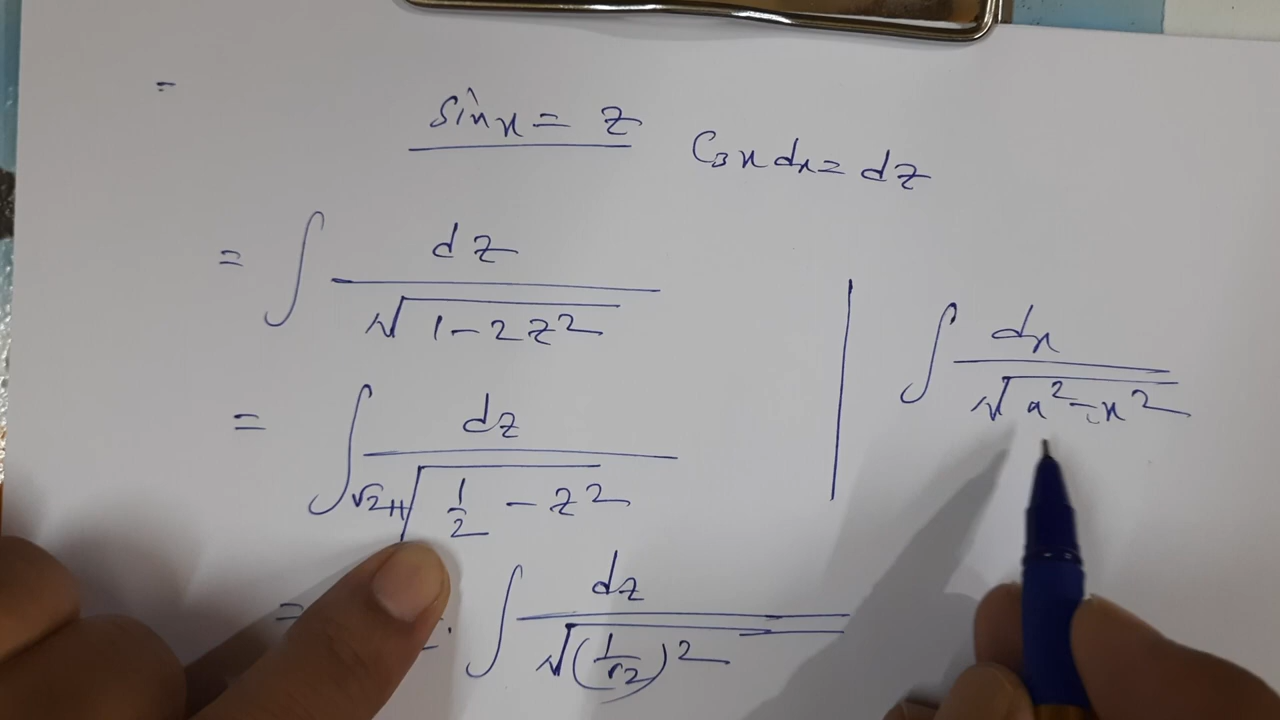 =
sinx = z   Cosx dx = dz
= ∫ dz / √(1-2z²)
∫ dx / √(a²-x²)
= ∫ dz / √2 √(1/2 - z²)
= . ∫ dz / √(1/√2)²